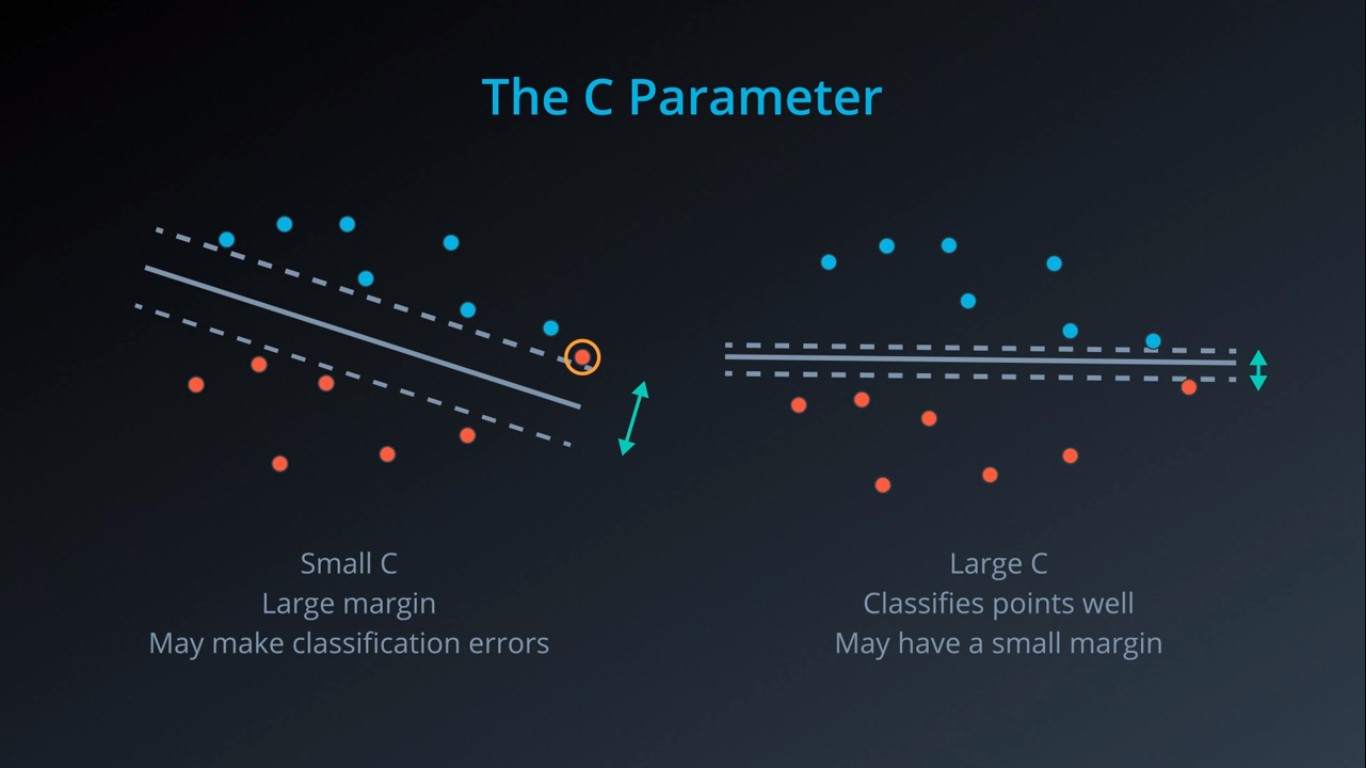 The C Parameter
Small C
Large margin
May make classification errors
Large C
Classifies points well
May have a small margin